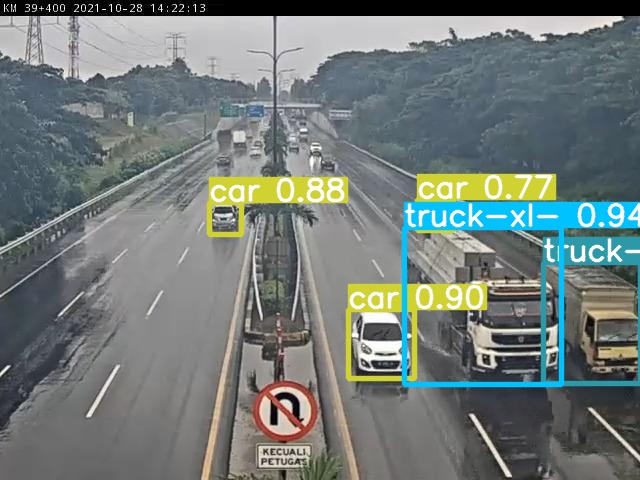 KM 39+400 2021-10-28 14:22:13
car 0.88
car 0.77
truck-xl- 0.94
truck-
car 0.90
KECUALI
PETUGAS